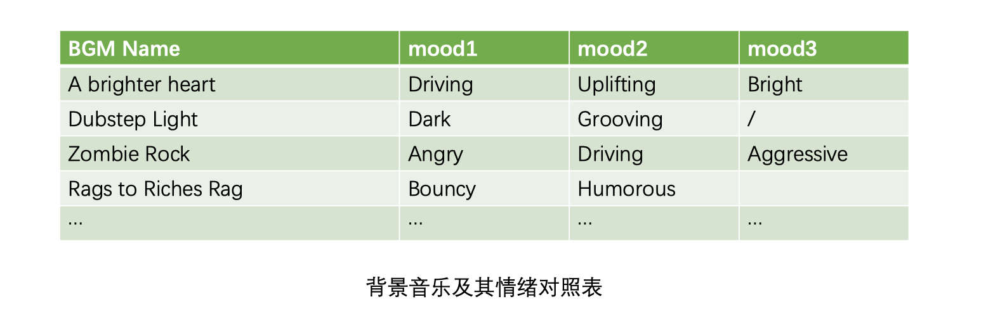 BGM Name mood1 mood2 mood3
A brighter heart Driving Uplifting Bright
Dubstep Light Dark Grooving /
Zombie Rock Angry Driving Aggressive
Rags to Riches Rag Bouncy Humorous
... ... ... ...
背景音乐及其情绪对照表